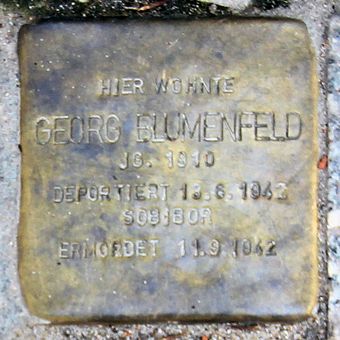 HIER WOHNTE
GEORG BLUMENFELD
JG. 1910
DEPORTIERT 13.6.1942
SOBIBOR
ERMORDET 11.9.1942